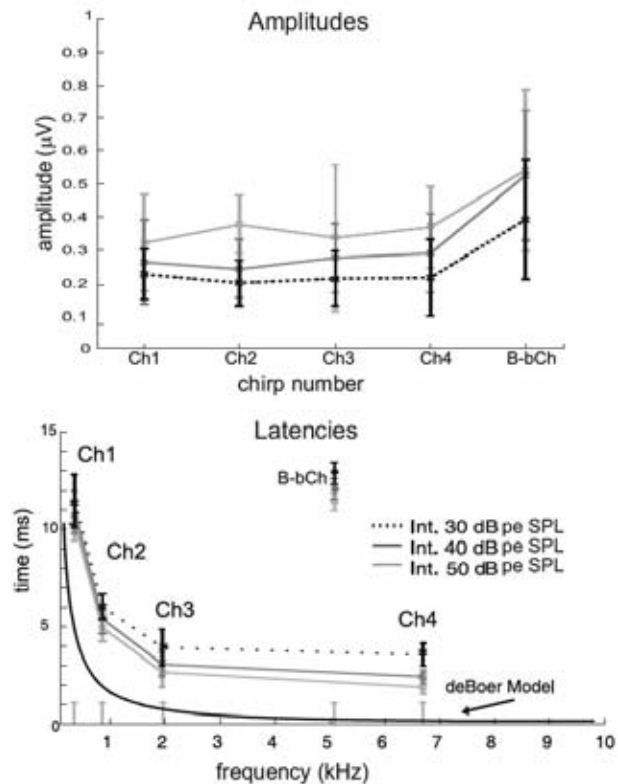 Amplitudes
1
0.9
0.8
0.7
0.6
0.5
0.4
0.3
0.2
0.1
0
amplitude (µV)
Ch1 Ch2 Ch3 Ch4 B-bCh
chirp number
Latencies
15
10
5
0
time (ms)
Ch1
Ch2
Ch3
Ch4
B-bCh
Int. 30 dB pe SPL
Int. 40 dB pe SPL
Int. 50 dB pe SPL
deBoer Model
1 2 3 4 5 6 7 8 9 10
frequency (kHz)